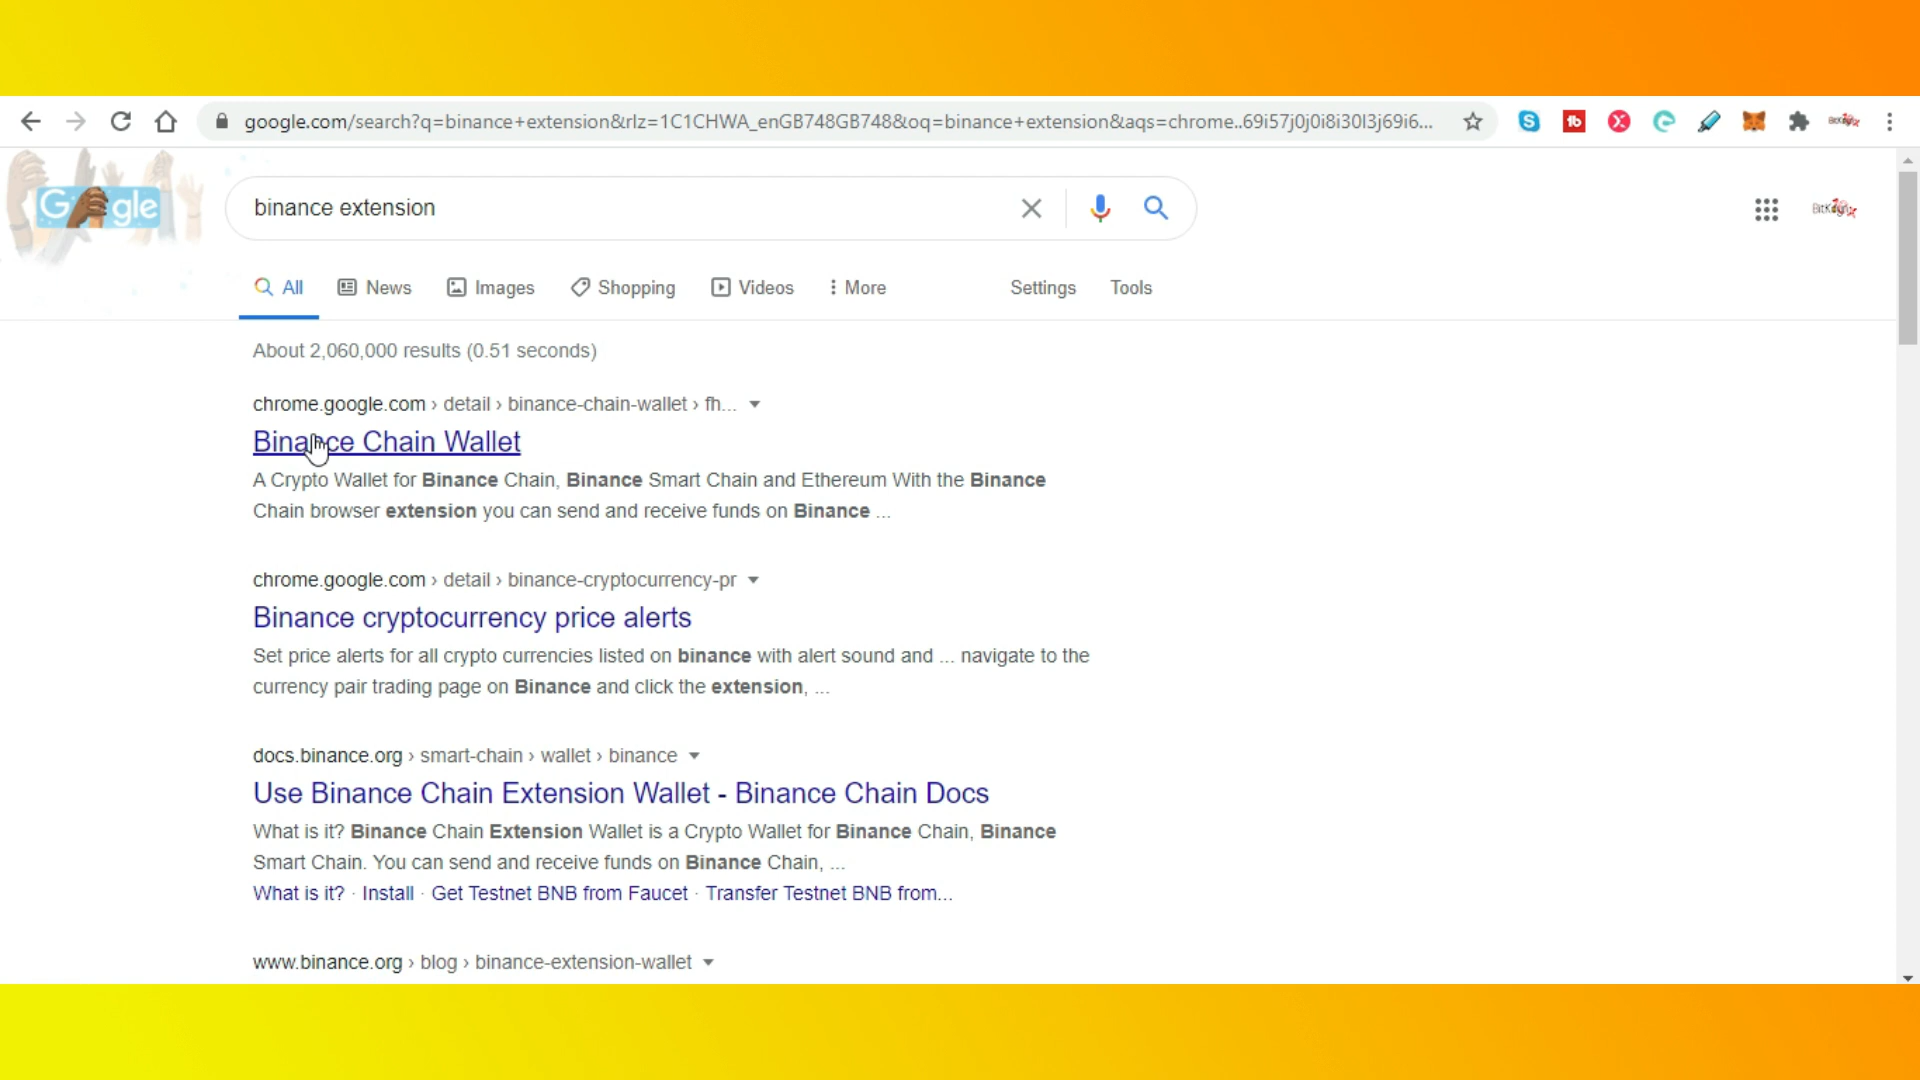 google.com/search?q=binance+extension&rlz=1C1CHWA_enGB748GB748&oq=binance+extension&aqs=chrome..69i57j0j0i8i30l3j69i6...
Google
binance extension
All News Images Shopping Videos More Settings Tools
About 2,060,000 results (0.51 seconds)
chrome.google.com › detail › binance-chain-wallet › fh...
Binance Chain Wallet
A Crypto Wallet for Binance Chain, Binance Smart Chain and Ethereum With the Binance
Chain browser extension you can send and receive funds on Binance ...
chrome.google.com › detail › binance-cryptocurrency-pr
Binance cryptocurrency price alerts
Set price alerts for all crypto currencies listed on binance with alert sound and ... navigate to the
currency pair trading page on Binance and click the extension, ...
docs.binance.org › smart-chain › wallet › binance
Use Binance Chain Extension Wallet - Binance Chain Docs
What is it? Binance Chain Extension Wallet is a Crypto Wallet for Binance Chain, Binance
Smart Chain. You can send and receive funds on Binance Chain, ...
What is it? · Install · Get Testnet BNB from Faucet · Transfer Testnet BNB from...
www.binance.org › blog › binance-extension-wallet